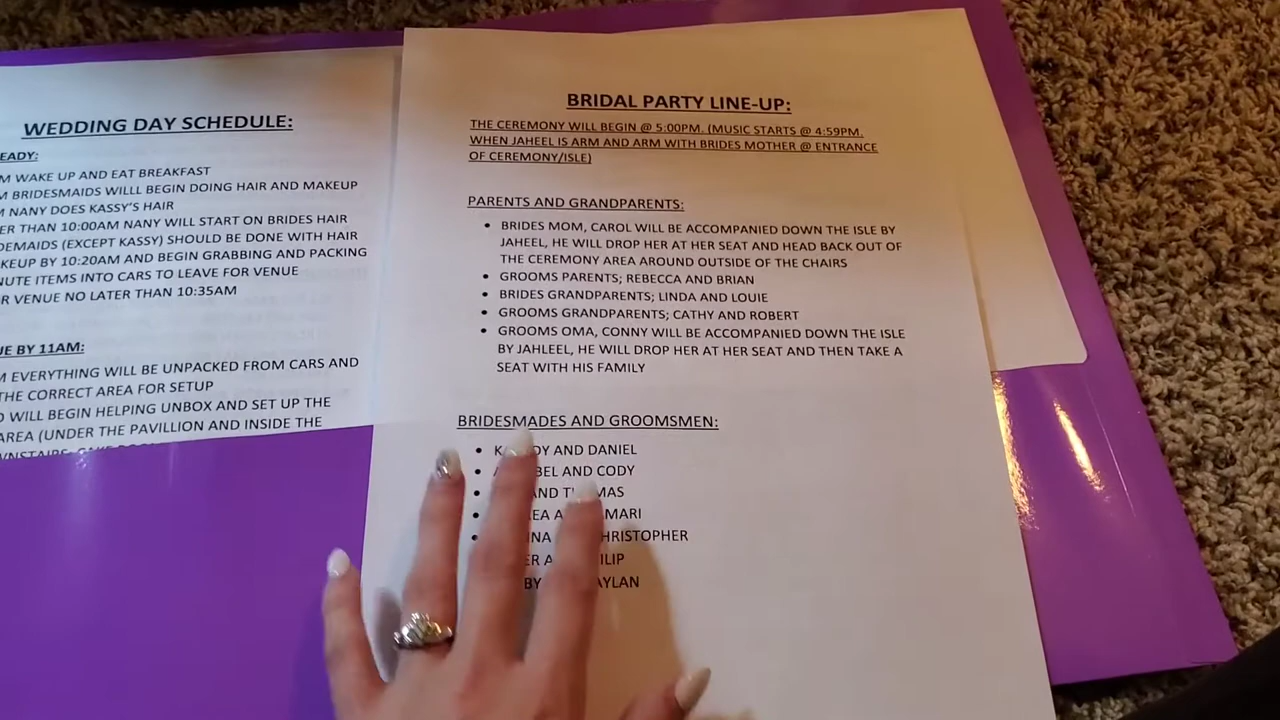 WEDDING DAY SCHEDULE:
EADY:
M WAKE UP AND EAT BREAKFAST
M BRIDESMAIDS WILLL BEGIN DOING HAIR AND MAKEUP
M NANY DOES KASSY'S HAIR
ER THAN 10:00AM NANY WILL START ON BRIDES HAIR
DEMAIDS (EXCEPT KASSY) SHOULD BE DONE WITH HAIR
KEUP BY 10:20AM AND BEGIN GRABBING AND PACKING
NUTE ITEMS INTO CARS TO LEAVE FOR VENUE
R VENUE NO LATER THAN 10:35AM
UE BY 11AM:
M EVERYTHING WILL BE UNPACKED FROM CARS AND
THE CORRECT AREA FOR SETUP
O WILL BEGIN HELPING UNBOX AND SET UP THE
AREA (UNDER THE PAVILLION AND INSIDE THE
BRIDAL PARTY LINE-UP:
THE CEREMONY WILL BEGIN @ 5:00PM. (MUSIC STARTS @ 4:59PM.
WHEN JAHEEL IS ARM AND ARM WITH BRIDES MOTHER @ ENTRANCE
OF CEREMONY/ISLE)
PARENTS AND GRANDPARENTS:
• BRIDES MOM, CAROL WILL BE ACCOMPANIED DOWN THE ISLE BY
JAHEEL, HE WILL DROP HER AT HER SEAT AND HEAD BACK OUT OF
THE CEREMONY AREA AROUND OUTSIDE OF THE CHAIRS
• GROOMS PARENTS; REBECCA AND BRIAN
• BRIDES GRANDPARENTS; LINDA AND LOUIE
• GROOMS GRANDPARENTS; CATHY AND ROBERT
• GROOMS OMA, CONNY WILL BE ACCOMPANIED DOWN THE ISLE
BY JAHLEEL, HE WILL DROP HER AT HER SEAT AND THEN TAKE A
SEAT WITH HIS FAMILY
BRIDESMADES AND GROOMSMEN:
• AND DANIEL
• AND CODY
• AND
•
• CHRISTOPHER